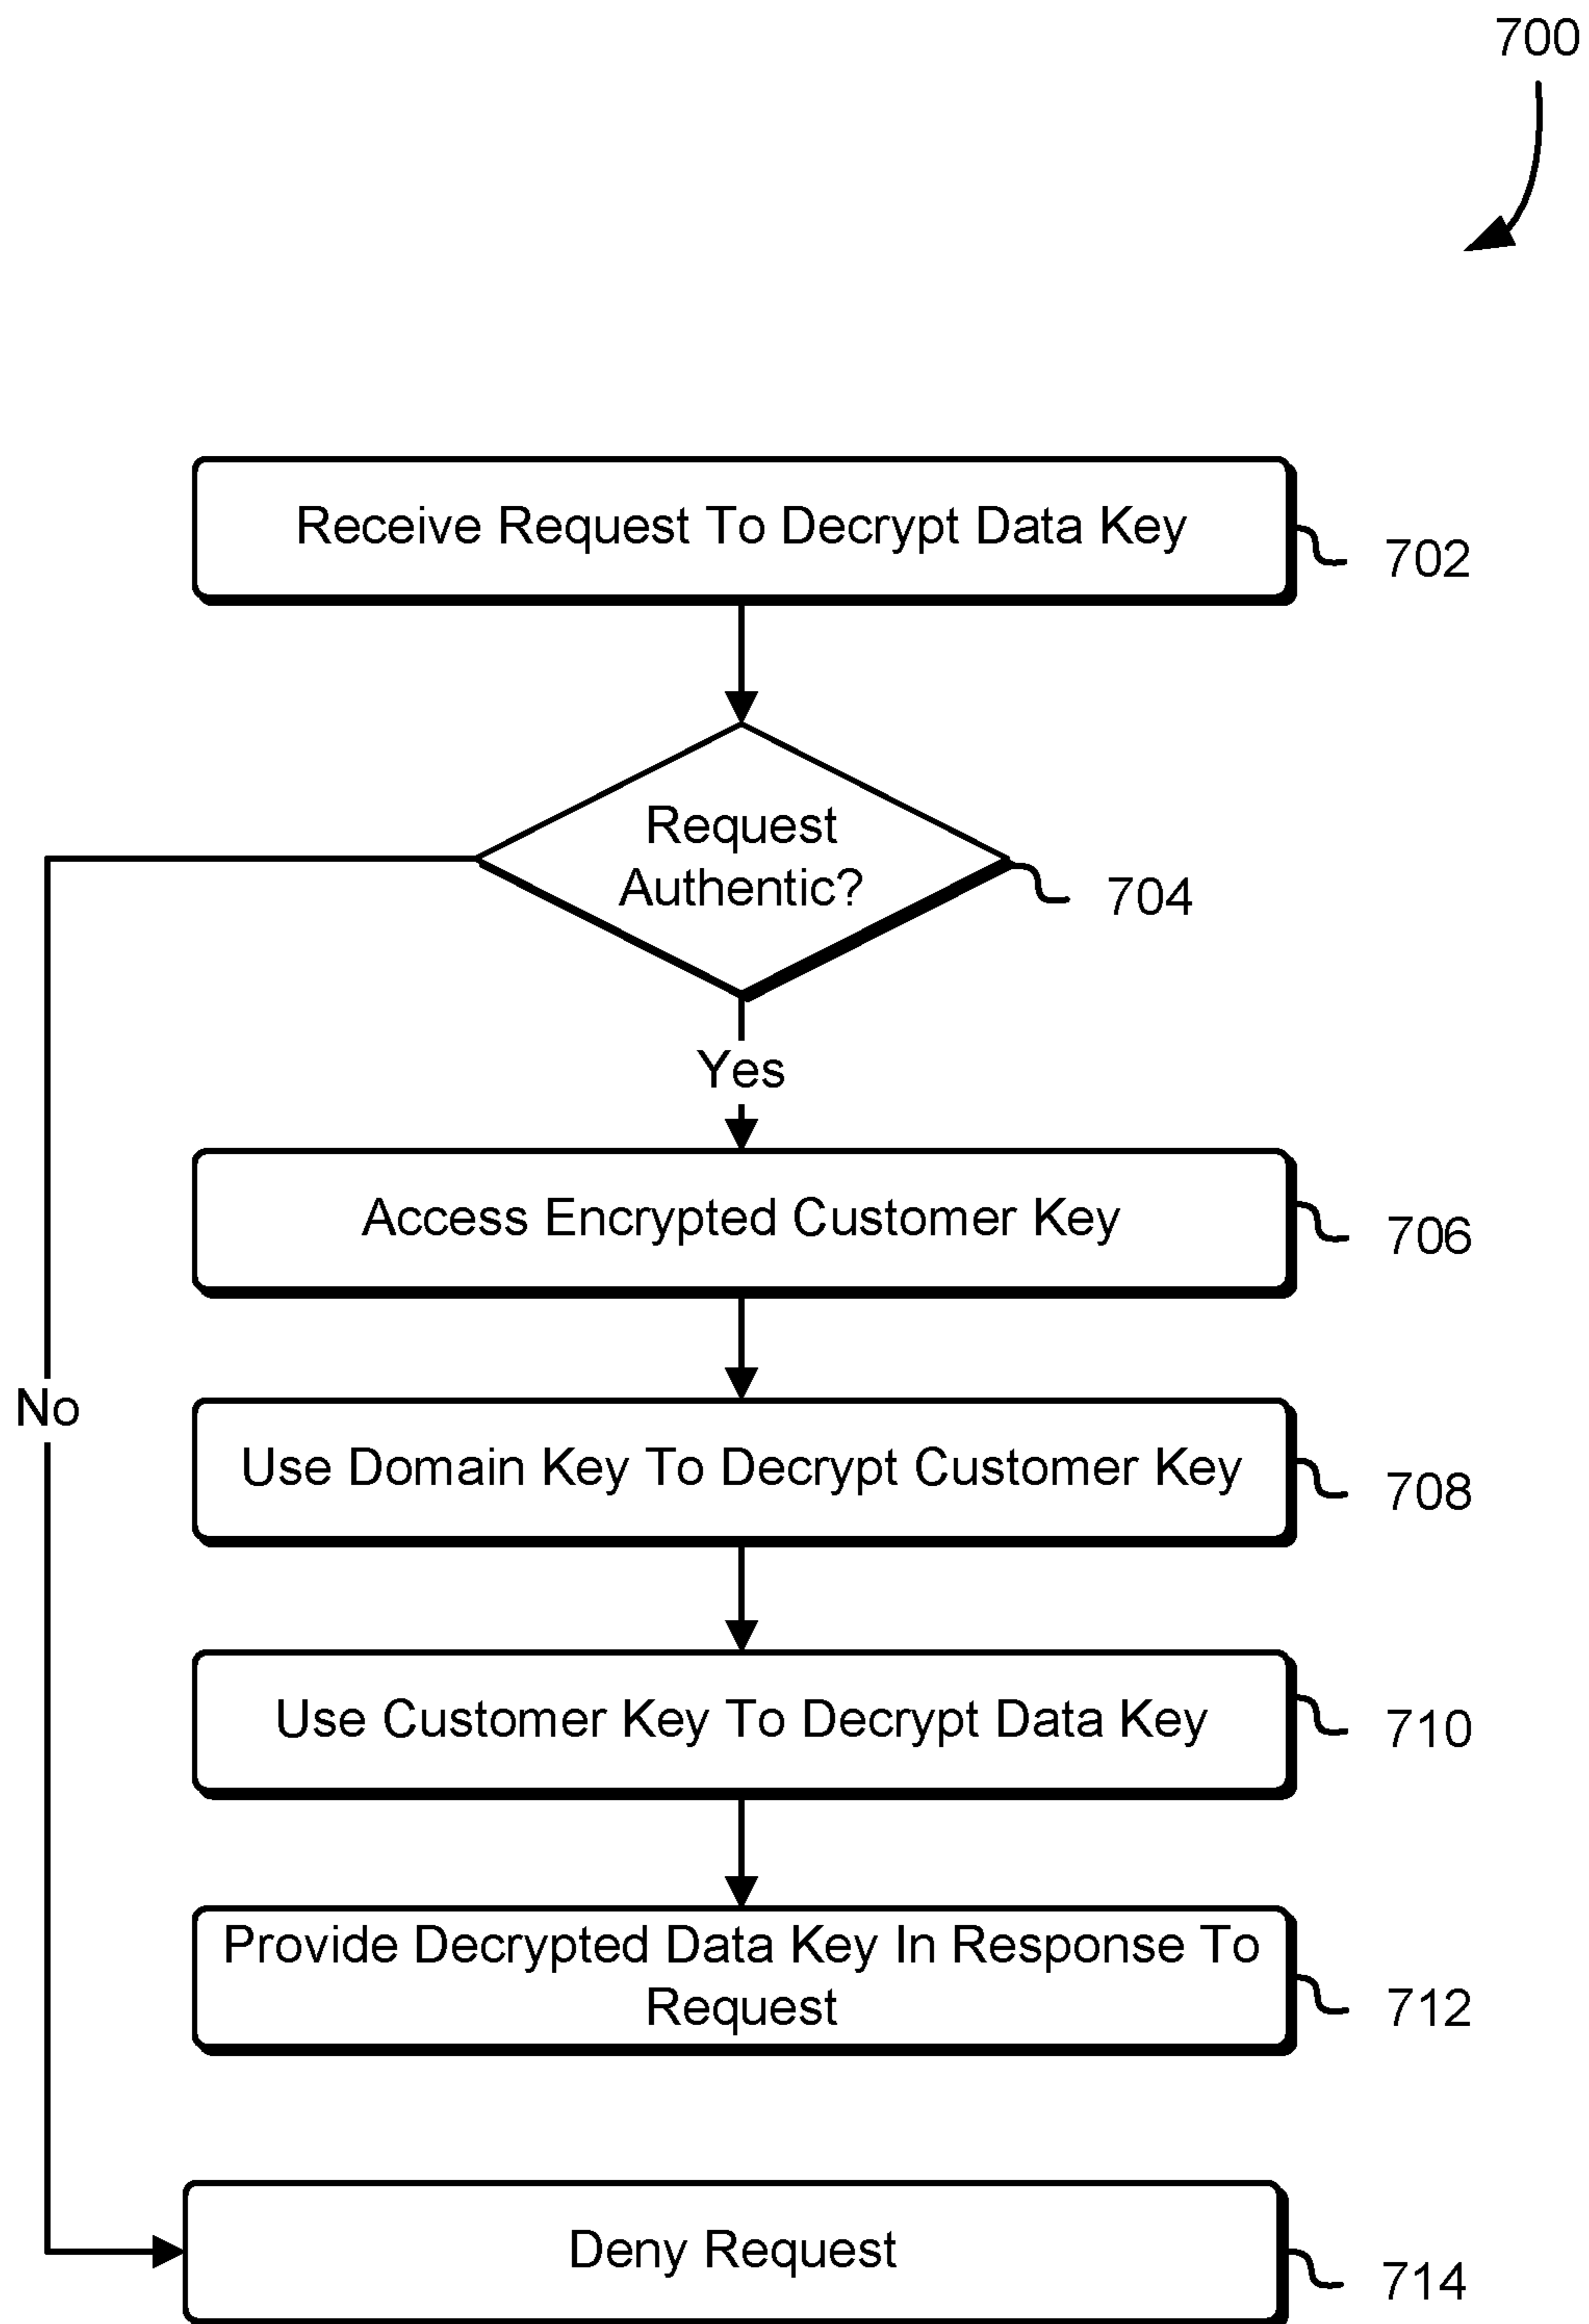 700
Receive Request To Decrypt Data Key
702
Request
Authentic?
704
Yes
Access Encrypted Customer Key
706
No
Use Domain Key To Decrypt Customer Key
708
Use Customer Key To Decrypt Data Key
710
Provide Decrypted Data Key In Response To
Request
712
Deny Request
714